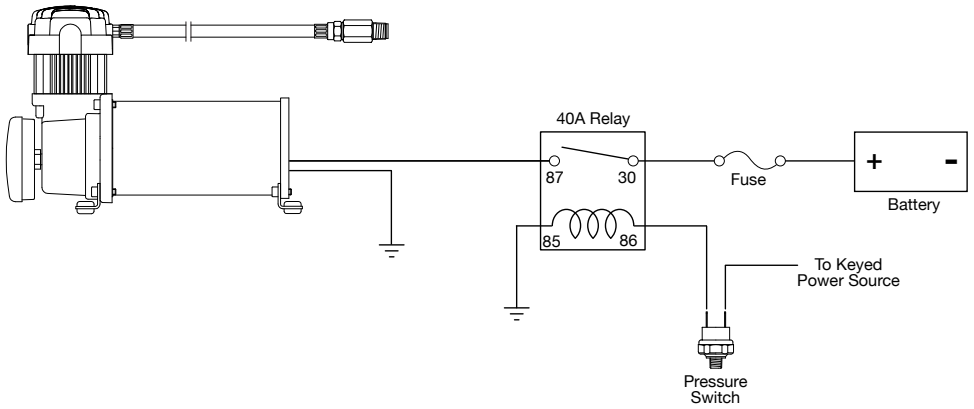 40A Relay
87 30
Fuse
+ -
Battery
85 86
To Keyed
Power Source
Pressure
Switch